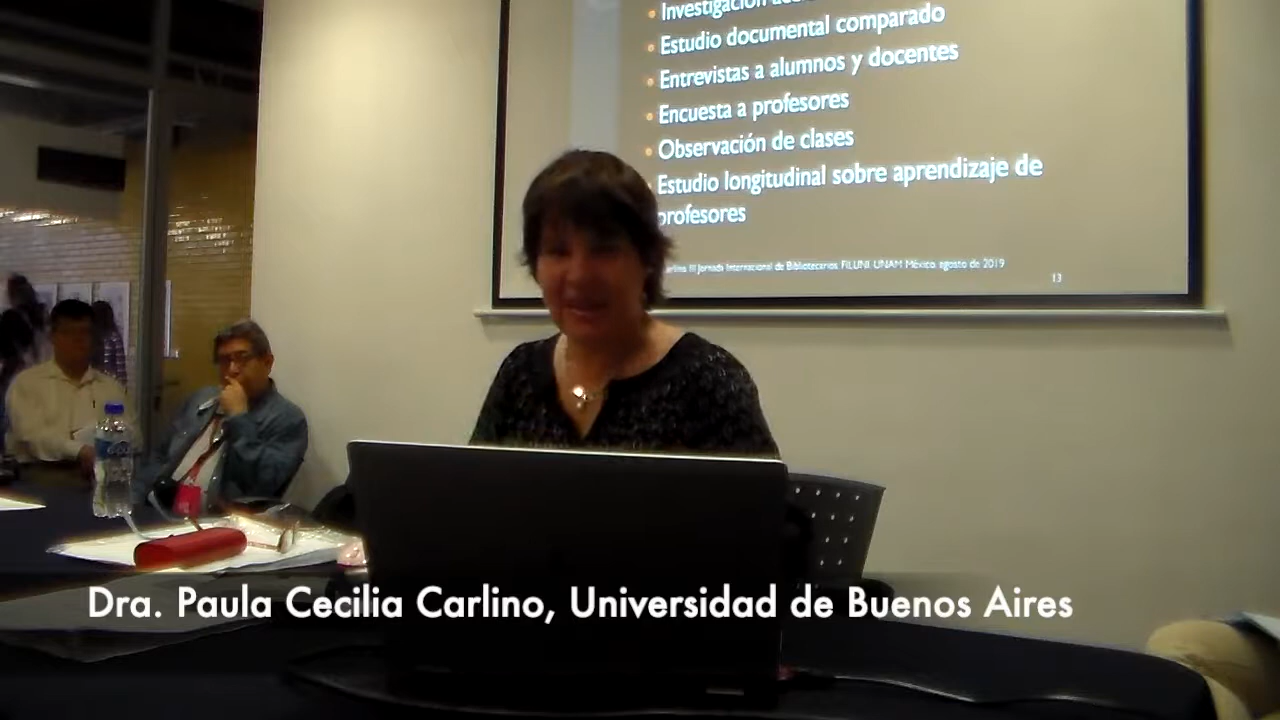 Investigación
Estudio documental comparado
Entrevistas a alumnos y docentes
Encuesta a profesores
Observación de clases
Estudio longitudinal sobre aprendizaje de
profesores
III Jornada Internacional de Bibliotecarios FILUNI UNAM México agosto de 2019
13
Dra. Paula Cecilia Carlino, Universidad de Buenos Aires